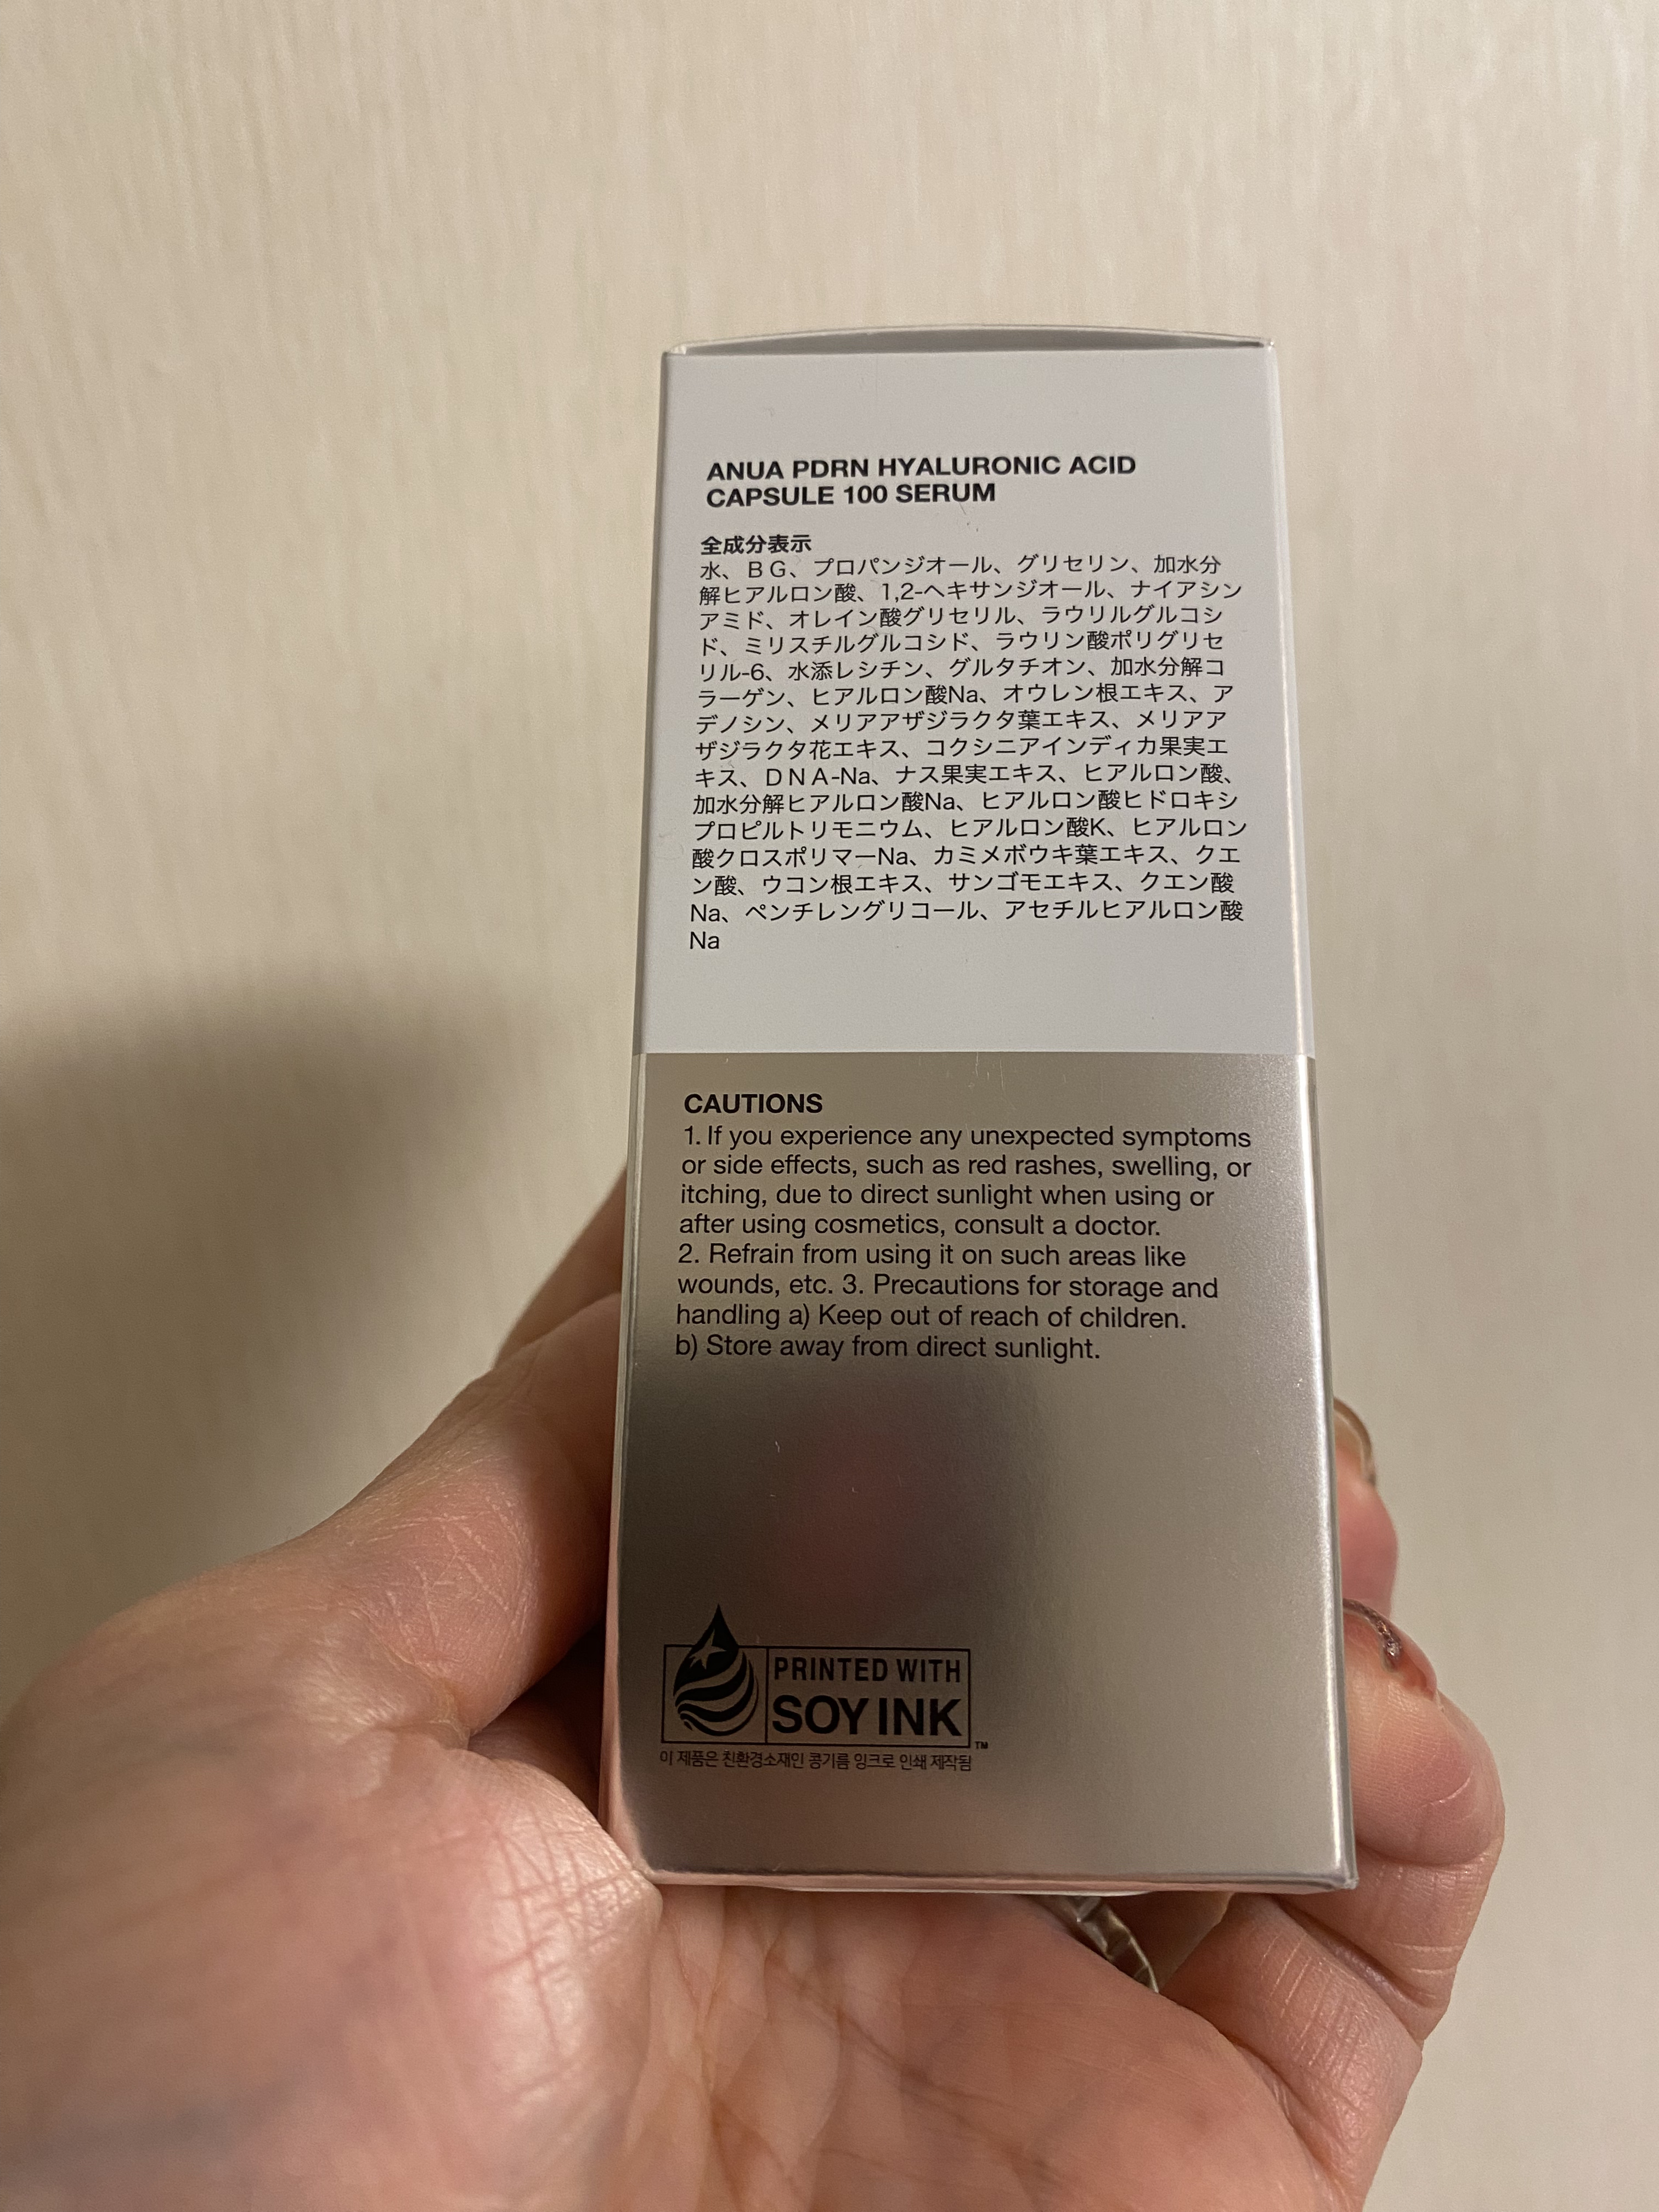 ANUA PDRN HYALURONIC ACID
CAPSULE 100 SERUM
全成分表示
水、ＢＧ、プロパンジオール、グリセリン、加水分
解ヒアルロン酸、1,2-ヘキサンジオール、ナイアシン
アミド、オレイン酸グリセリル、ラウリルグルコシ
ド、ミリスチルグルコシド、ラウリン酸ポリグリセ
リル-6、水添レシチン、グルタチオン、加水分解コ
ラーゲン、ヒアルロン酸Na、オウレン根エキス、ア
デノシン、メリアアザジラクタ葉エキス、メリアア
ザジラクタ花エキス、コクシニアインディカ果実エ
キス、ＤＮＡ-Na、ナス果実エキス、ヒアルロン酸、
加水分解ヒアルロン酸Na、ヒアルロン酸ヒドロキシ
プロピルトリモニウム、ヒアルロン酸K、ヒアルロン
酸クロスポリマーNa、カミメボウキ葉エキス、クエ
ン酸、ウコン根エキス、サンゴモエキス、クエン酸
Na、ペンチレングリコール、アセチルヒアルロン酸
Na
CAUTIONS
1. If you experience any unexpected symptoms
or side effects, such as red rashes, swelling, or
itching, due to direct sunlight when using or
after using cosmetics, consult a doctor.
2. Refrain from using it on such areas like
wounds, etc. 3. Precautions for storage and
handling a) Keep out of reach of children.
b) Store away from direct sunlight.
PRINTED WITH
SOY INK™
이 제품은 친환경소재인 콩기름 잉크로 인쇄 제작됨